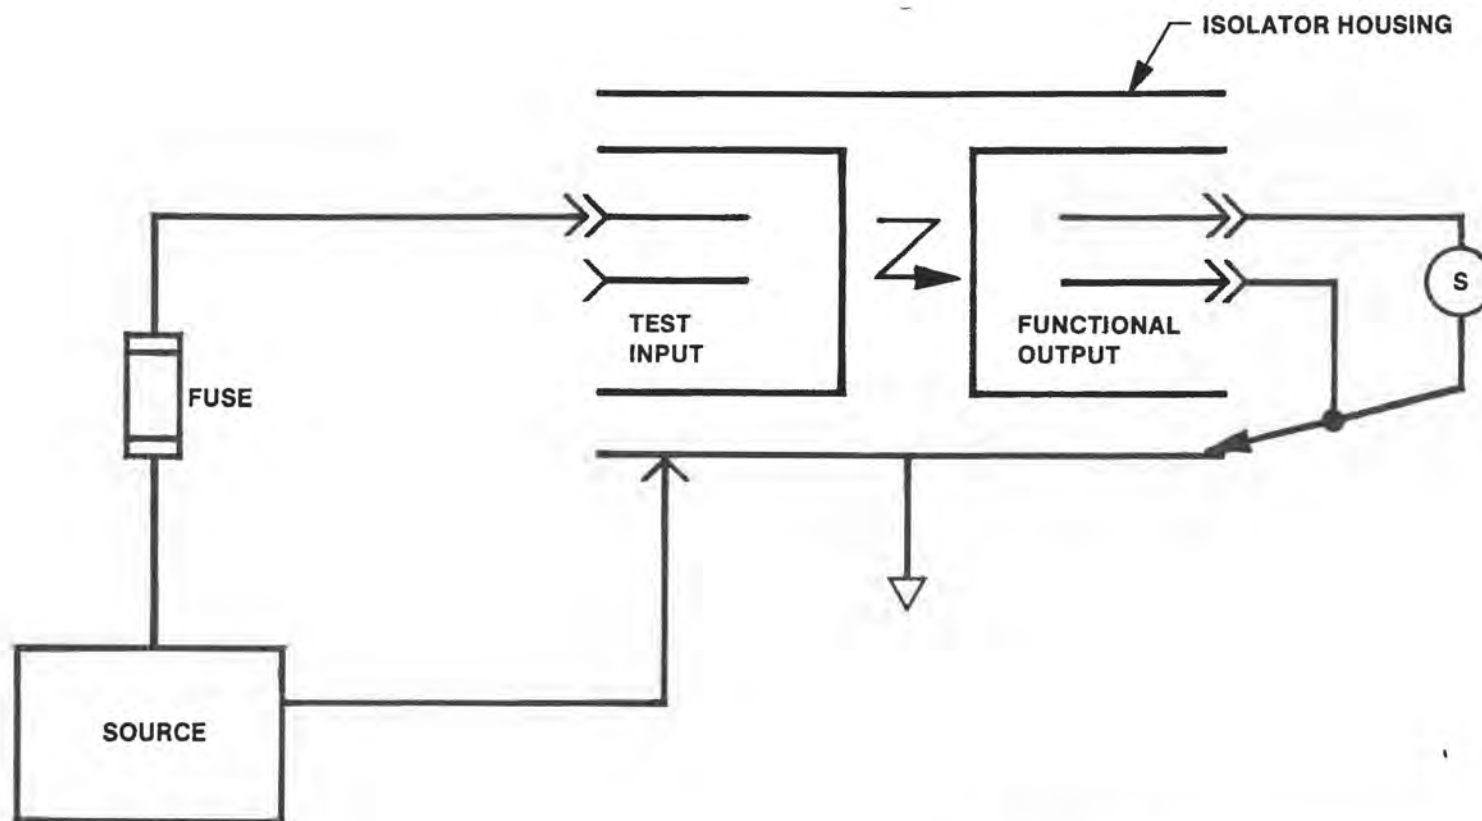 ISOLATOR HOUSING
TEST
INPUT
FUNCTIONAL
OUTPUT
S
FUSE
SOURCE